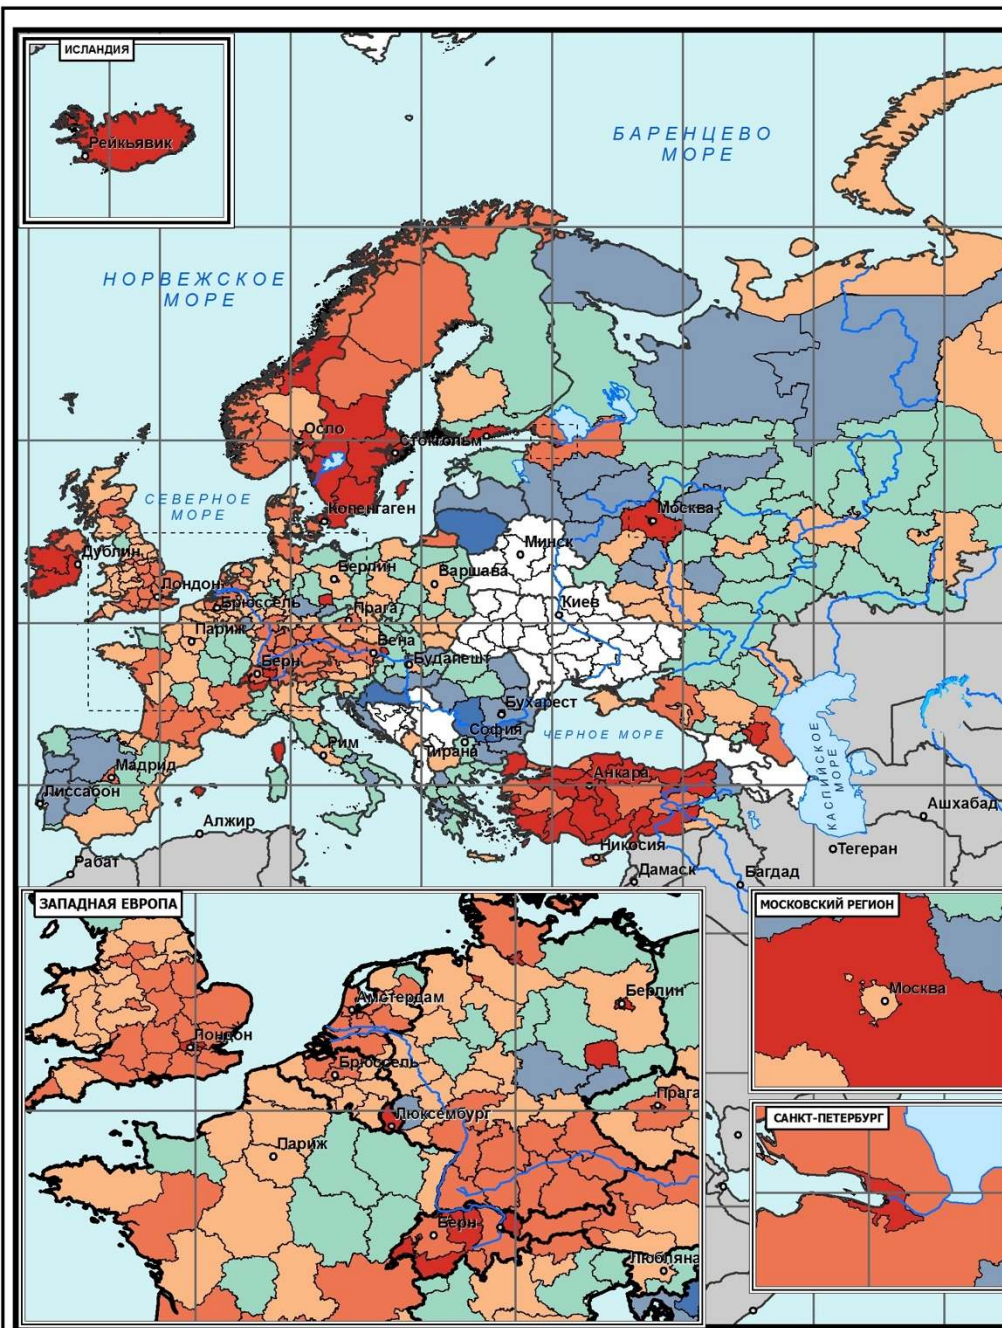 ИСЛАНДИЯ
Рейкьявик
БАРЕНЦЕВО
МОРЕ
НОРВЕЖСКОЕ
МОРЕ
Осло
Стокгольм
СЕВЕРНОЕ
МОРЕ
Копенгаген
Москва
Дублин
Минск
Берлин
Варшава
Лондон
Брюссель
Прага
Киев
Париж
Вена
Берн
Будапешт
Бухарест
София
Рим
ЧЕРНОЕ МОРЕ
Тирана
КАСПИЙСКОЕ
МОРЕ
Мадрид
Анкара
Лиссабон
Ашхабад
Алжир
Никосия
Тегеран
Рабат
Дамаск
Багдад
ЗАПАДНАЯ ЕВРОПА
Амстердам
Берлин
Лондон
Брюссель
Прага
Люксембург
Париж
Берн
Любляна
МОСКОВСКИЙ РЕГИОН
Москва
САНКТ-ПЕТЕРБУРГ